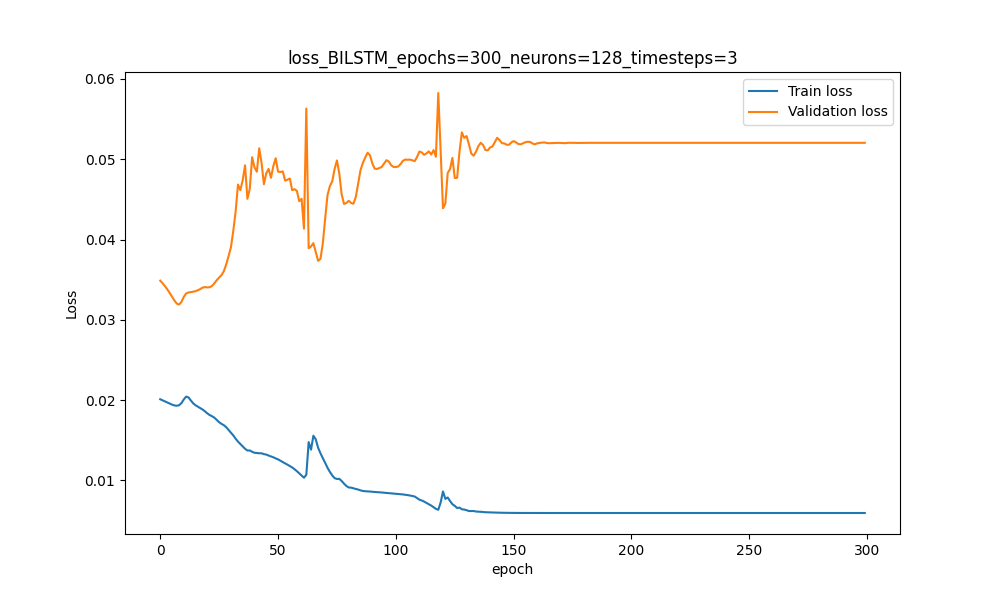 loss_BILSTM_epochs=300_neurons=128_timesteps=3
Train loss
Validation loss
0.06
0.05
0.04
0.03
0.02
0.01
Loss
0
50
100
150
200
250
300
epoch